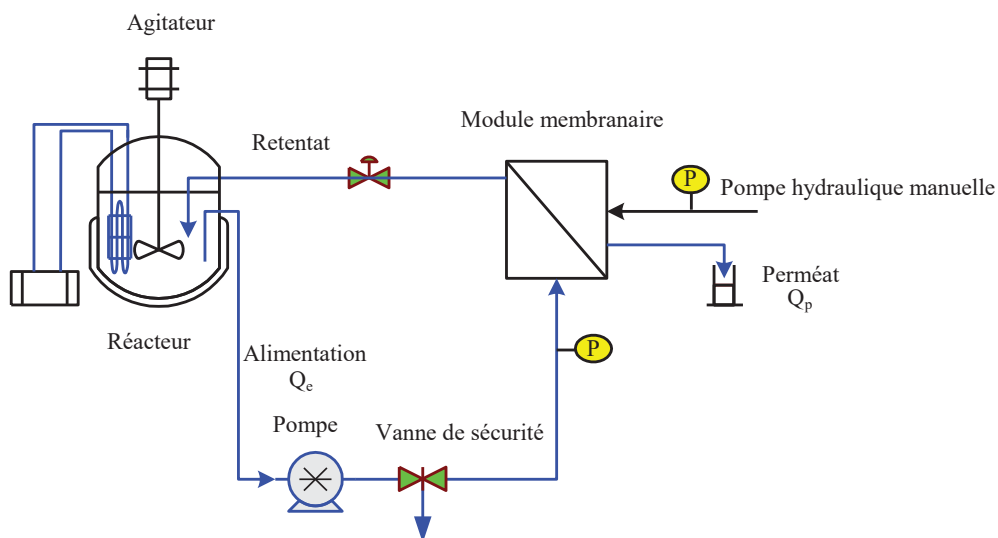 Agitateur
Module membranaire
Retentat
P
Pompe hydraulique manuelle
Perméat
Qp
Réacteur
Alimentation
Qe
P
Pompe
Vanne de sécurité